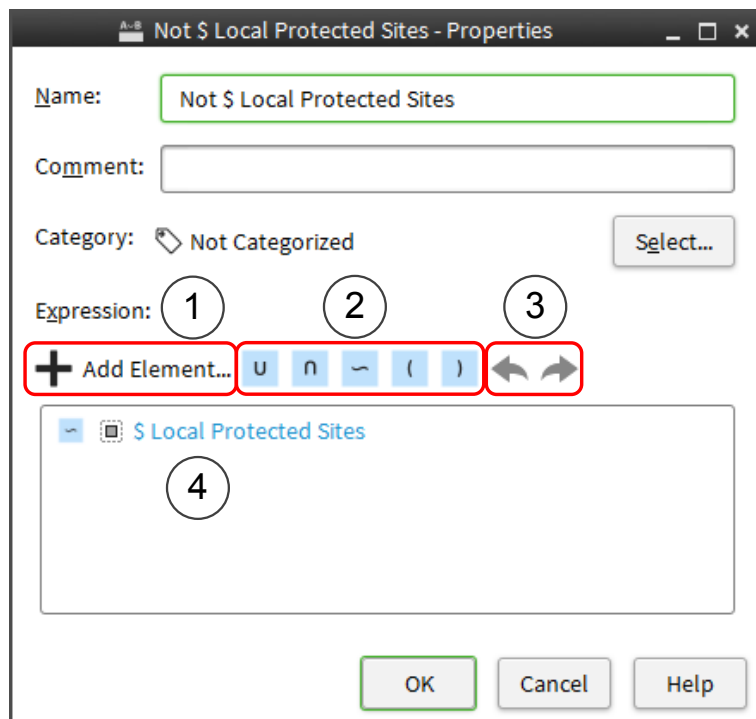 Not $ Local Protected Sites - Properties
Name: Not $ Local Protected Sites
Comment:
Category: Not Categorized Select...
Expression: 1 2 3
Add Element... ∪ ∩ ∽ ( )
∽ $ Local Protected Sites
4
OK Cancel Help